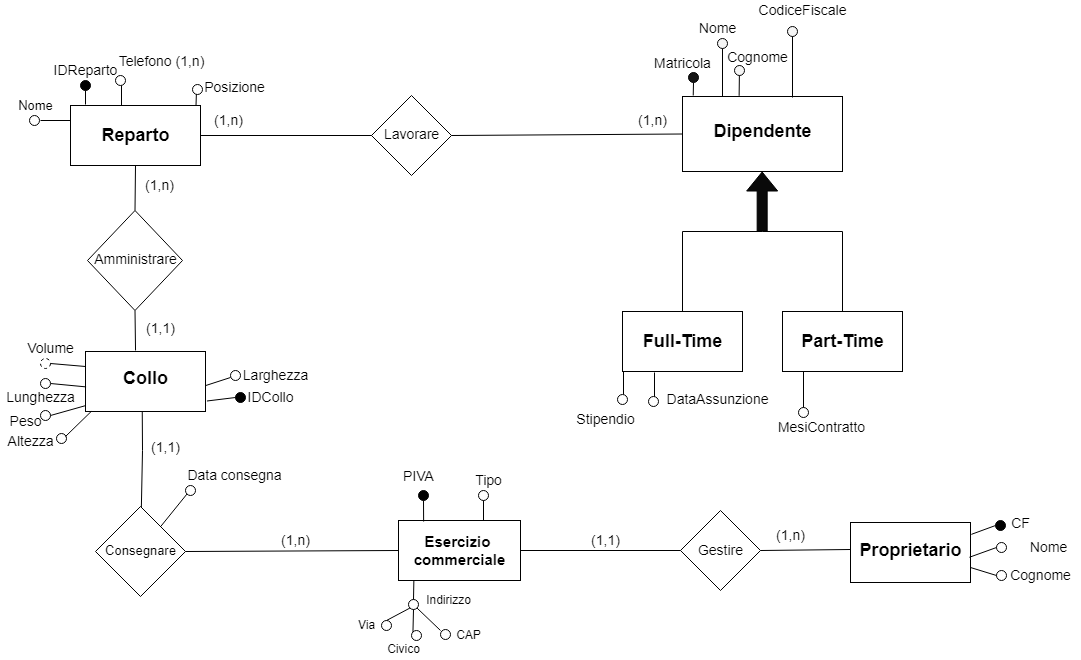 CodiceFiscale
Nome
Cognome
Matricola
Telefono (1,n)
IDReparto
Posizione
Nome
Reparto
(1,n)
Lavorare
(1,n)
Dipendente
(1,n)
Amministrare
(1,1)
Full-Time
Part-Time
Stipendio
DataAssunzione
MesiContratto
Volume
Lunghezza
Peso
Altezza
Collo
Larghezza
IDCollo
(1,1)
Data consegna
Consegnare
(1,n)
PIVA
Tipo
Esercizio
commerciale
Indirizzo
Via
Civico
CAP
(1,1)
Gestire
(1,n)
Proprietario
CF
Nome
Cognome